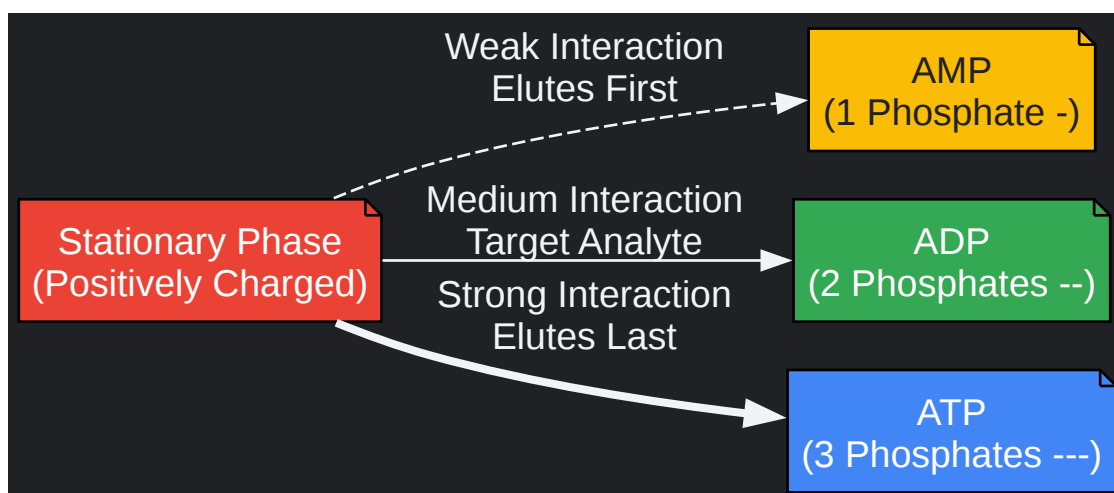 Weak Interaction
Elutes First
AMP
(1 Phosphate -)
Stationary Phase
(Positively Charged)
Medium Interaction
Target Analyte
ADP
(2 Phosphates --)
Strong Interaction
Elutes Last
ATP
(3 Phosphates ---)